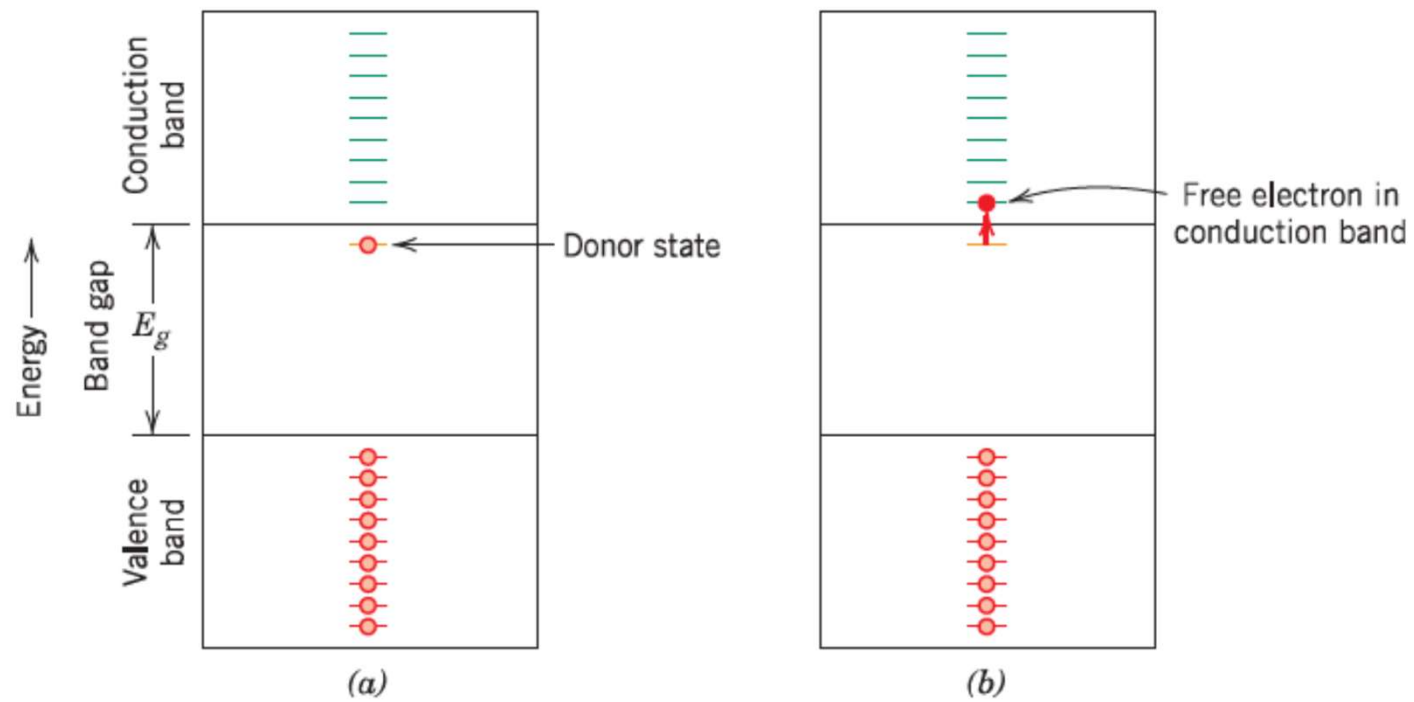 Conduction
band
Donor state
Free electron in
conduction band
Energy
Band gap
E_g
Valence
band
(a)
(b)